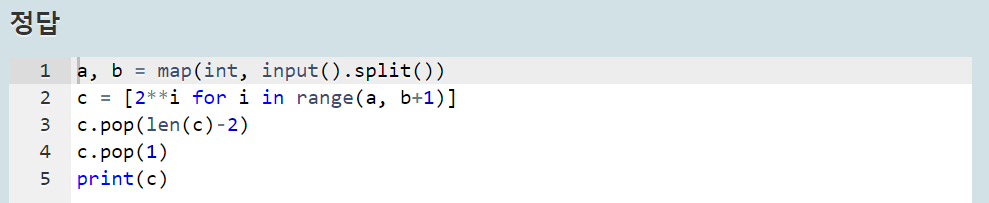 정답
1 a, b = map(int, input().split())
2 c = [2**i for i in range(a, b+1)]
3 c.pop(len(c)-2)
4 c.pop(1)
5 print(c)